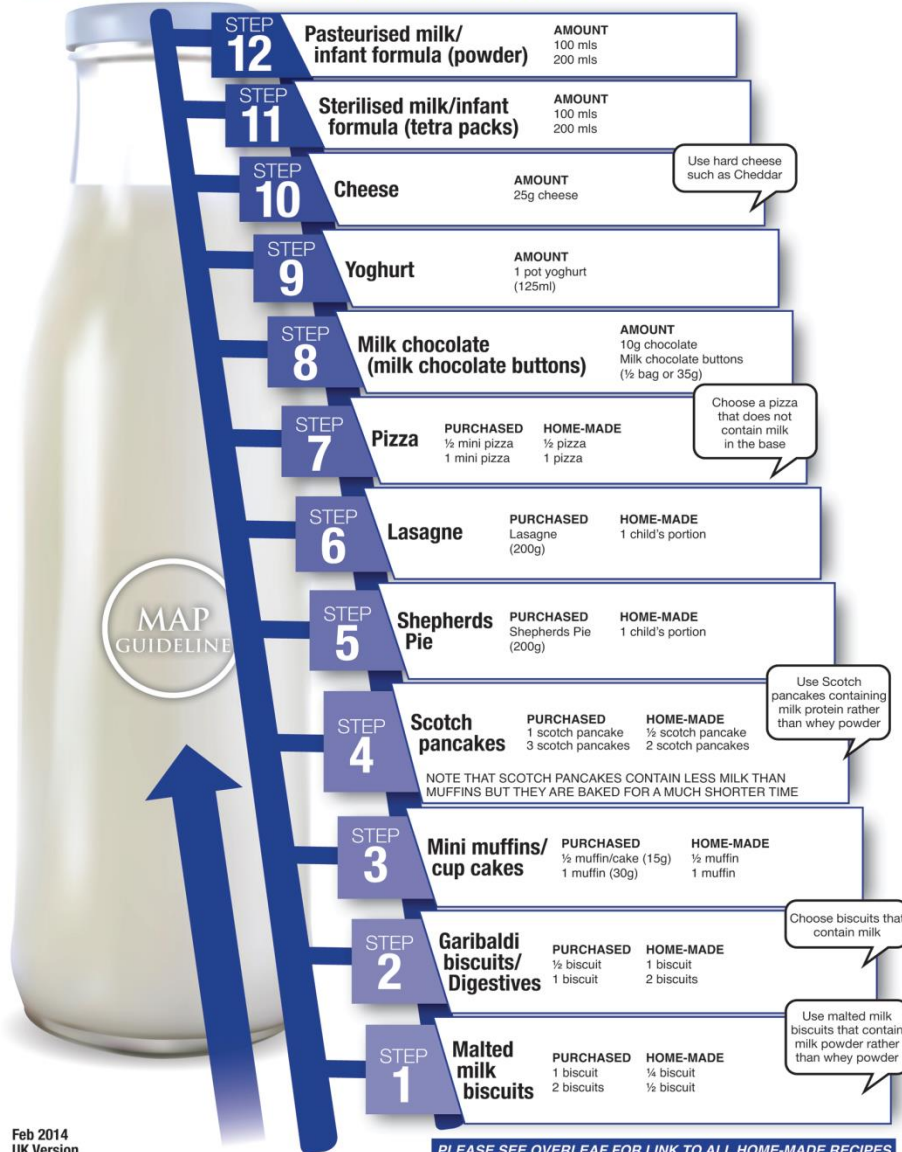 STEP
12
Pasteurised milk/
infant formula (powder)
AMOUNT
100 mls
200 mls
STEP
11
Sterilised milk/infant
formula (tetra packs)
AMOUNT
100 mls
200 mls
STEP
10
Cheese
AMOUNT
25g cheese
Use hard cheese
such as Cheddar
STEP
9
Yoghurt
AMOUNT
1 pot yoghurt
(125ml)
STEP
8
Milk chocolate
(milk chocolate buttons)
AMOUNT
10g chocolate
Milk chocolate buttons
(½ bag or 35g)
STEP
7
Pizza
PURCHASED
½ mini pizza
1 mini pizza
HOME-MADE
½ pizza
1 pizza
Choose a pizza
that does not
contain milk
in the base
STEP
6
Lasagne
PURCHASED
Lasagne
(200g)
HOME-MADE
1 child's portion
MAP
GUIDELINE
STEP
5
Shepherds
Pie
PURCHASED
Shepherds Pie
(200g)
HOME-MADE
1 child's portion
STEP
4
Scotch
pancakes
PURCHASED
1 scotch pancake
3 scotch pancakes
HOME-MADE
½ scotch pancake
2 scotch pancakes
Use Scotch
pancakes containing
milk protein rather
than whey powder
NOTE THAT SCOTCH PANCAKES CONTAIN LESS MILK THAN
MUFFINS BUT THEY ARE BAKED FOR A MUCH SHORTER TIME
STEP
3
Mini muffins/
cup cakes
PURCHASED
½ muffin/cake (15g)
1 muffin (30g)
HOME-MADE
½ muffin
1 muffin
STEP
2
Garibaldi
biscuits/
Digestives
PURCHASED
½ biscuit
1 biscuit
HOME-MADE
1 biscuit
2 biscuits
Choose biscuits that
contain milk
STEP
1
Malted
milk
biscuits
PURCHASED
1 biscuit
2 biscuits
HOME-MADE
¼ biscuit
½ biscuit
Use malted milk
biscuits that contain
milk powder rather
than whey powder
Feb 2014
UK Version
PLEASE SEE OVERLEAF FOR LINK TO ALL HOME-MADE RECIPES